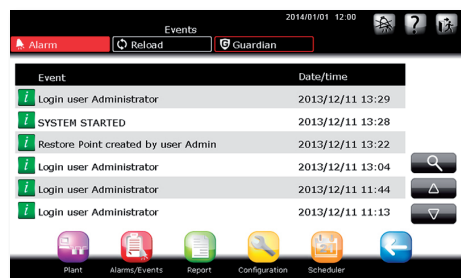 2014/01/01 12:00
Events
Alarm
Reload
Guardian
Event Date/time
Login user Administrator 2013/12/11 13:29
SYSTEM STARTED 2013/12/11 13:28
Restore Point created by user Admin 2013/12/11 13:22
Login user Administrator 2013/12/11 13:04
Login user Administrator 2013/12/11 11:44
Login user Administrator 2013/12/11 11:13
Plant Alarms/Events Report Configuration Scheduler